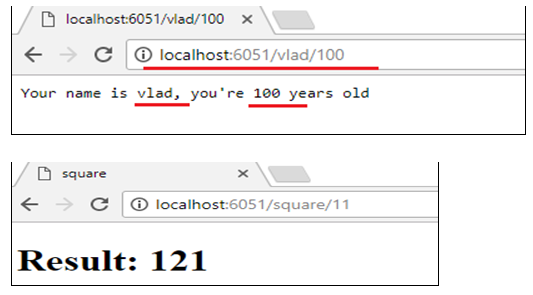 localhost:6051/vlad/100
localhost:6051/vlad/100
Your name is vlad, you're 100 years old
square
localhost:6051/square/11
Result: 121